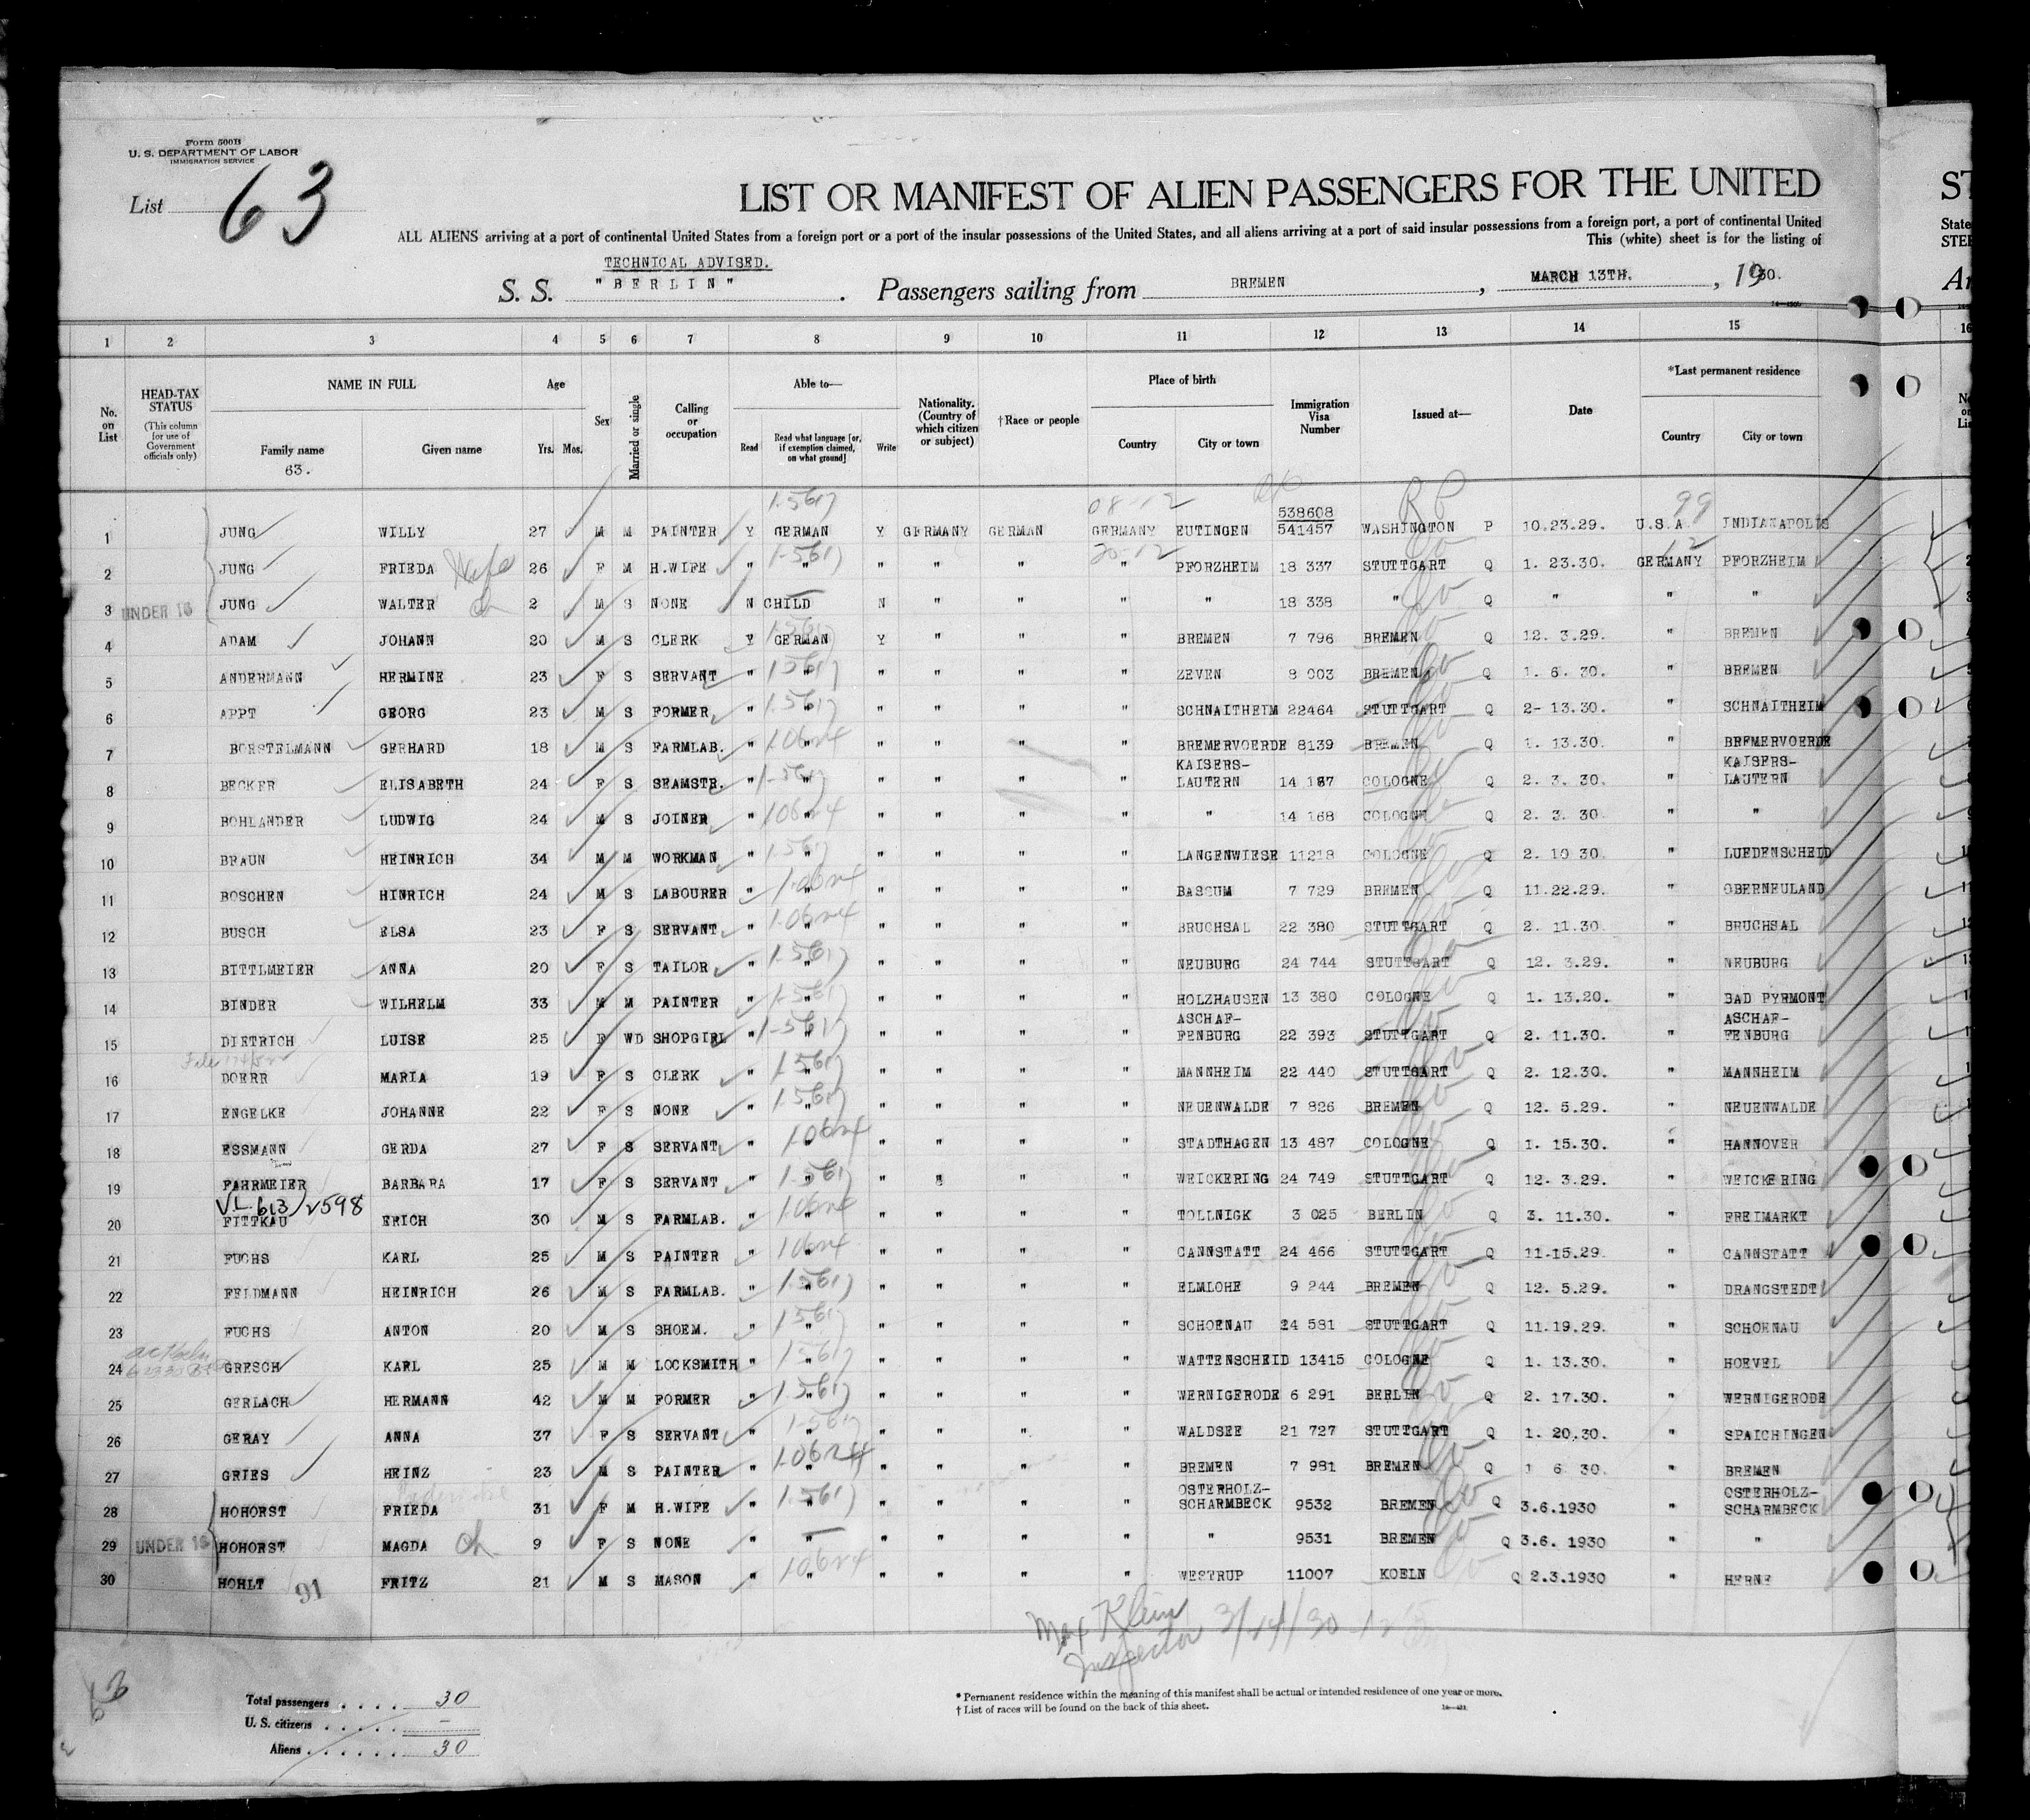 Form 500B
U. S. DEPARTMENT OF LABOR
IMMIGRATION SERVICE
List 63
LIST OR MANIFEST OF ALIEN PASSENGERS FOR THE UNITED
ALL ALIENS arriving at a port of continental United States from a foreign port or a port of the insular possessions of the United States, and all aliens arriving at a port of said insular possessions from a foreign port, a port of continental United
This (white) sheet is for the listing of
TECHNICAL ADVISED.
S. S. "BERLIN". Passengers sailing from BREMEN, MARCH 13TH., 1930.
1 2 3 4 5 6 7 8 9 10 11 12 13 14 15 16
No. on List
HEAD-TAX STATUS (This column for use of Government officials only)
NAME IN FULL Family name Given name
63.
Age Yrs. Mos.
Sex
Married or single
Calling or occupation
Able to— Read Read what language [or, if exemption claimed, on what ground] Write
Nationality. (Country of which citizen or subject)
†Race or people
Place of birth Country City or town
Immigration Visa Number
Issued at—
Date
*Last permanent residence Country City or town
538608
1 JUNG WILLY 27 M M PAINTER Y GERMAN Y GERMANY GERMAN GERMANY EUTINGEN 541457 WASHINGTON P 10.23.29. U.S.A. INDIANAPOLIS
2 JUNG FRIEDA Wife 26 F M H.WIFE " " " " " " PFORZHEIM 18 337 STUTTGART Q 1. 23.30. GERMANY PFORZHEIM
3 UNDER 16 JUNG WALTER ch 2 M S NONE N CHILD N " " " " 18 338 " Q " " "
4 ADAM JOHANN 20 M S CLERK Y GERMAN Y " " " BREMEN 7 796 BREMEN Q 12. 3.29. " BREMEN
5 ANDERMANN HERMINE 23 F S SERVANT " " " " " " ZEVEN 8 003 BREMEN Q 1. 6. 30. " BREMEN
6 APPT GEORG 23 M S FORMER " " " " " " SCHNAITHEIM 22464 STUTTGART Q 2- 13.30. " SCHNAITHEIM
7 BORSTELMANN GERHARD 18 M S FARMLAB. " " " " " " BREMERVOERDE 8139 BREMEN Q 1. 13.30. " BREMERVOERDE
8 BECKER ELISABETH 24 F S SEAMSTR. " " " " " " KAISERS-LAUTERN 14 167 COLOGNE Q 2. 3. 30. " KAISERS-LAUTERN
9 BOHLANDER LUDWIG 24 M S JOINER " " " " " " " 14 168 COLOGNE Q 2. 3. 30 " "
10 BRAUN HEINRICH 34 M M WORKMAN " " " " " " LANGENWIESE 11218 COLOGNE Q 2. 10 30 " LUEDENSCHEID
11 BOSCHEN HINRICH 24 M S LABOURER " " " " " " BASSUM 7 729 BREMEN Q 11.22.29. " OBERNEULAND
12 BUSCH ELSA 23 F S SERVANT " " " " " " BRUCHSAL 22 380 STUTTGART Q 2. 11.30 " BRUCHSAL
13 BITTLMEIER ANNA 20 F S TAILOR " " " " " " NEUBURG 24 744 STUTTGART Q 12. 3.29. " NEUBURG
14 BINDER WILHELM 33 M M PAINTER " " " " " " HOLZHAUSEN 13 380 COLOGNE Q 1. 13.20. " BAD PYRMONT
15 DIETRICH LUISE 25 F WD SHOPGIRL " " " " " " ASCHAF-FENBURG 22 393 STUTTGART Q 2. 11.30. " ASCHAF-FENBURG
16 DOERR MARIA 19 F S CLERK " " " " " " MANNHEIM 22 440 STUTTGART Q 2. 12.30. " MANNHEIM
17 ENGELKE JOHANNE 22 F S NONE " " " " " " NEUENWALDE 7 826 BREMEN Q 12. 5.29. " NEUENWALDE
18 ESSMANN GERDA 27 F S SERVANT " " " " " " STADTHAGEN 13 487 COLOGNE Q 1. 15.30. " HANNOVER
19 FAHRMEIER BARBARA 17 F S SERVANT " " " " " " WEICKERING 24 749 STUTTGART Q 12. 3.29. " WEICKERING
V.L. 613/2598
20 FITTKAU ERICH 30 M S FARMLAB. " " " " " " TOLLNIGK 3 025 BERLIN Q 3. 11.30. " FREIMARKT
21 FUCHS KARL 25 M S PAINTER " " " " " " CANNSTATT 24 466 STUTTGART Q 11-15.29. " CANNSTATT
22 FELDMANN HEINRICH 26 M S FARMLAB. " " " " " " ELMLOHE 9 244 BREMEN Q 12. 5.29. " DRANGSTEDT
23 FUCHS ANTON 20 M S SHOEM. " " " " " " SCHOENAU 24 581 STUTTGART Q 11.19.29. " SCHOENAU
24 GRESCH KARL 25 M M LOCKSMITH " " " " " " WATTENSCHEID 13415 COLOGNE Q 1. 13.30. " HOEVEL
25 GERLACH HERMANN 42 M M FORMER " " " " " " WERNIGERODE 6 291 BERLIN Q 2. 17.30. " WERNIGERODE
26 GERAY ANNA 37 F S SERVANT " " " " " " WALDSEE 21 727 STUTTGART Q 1. 20.30. " SPAICHINGEN
27 GRIES HEINZ 23 M S PAINTER " " " " " " BREMEN 7 981 BREMEN Q 1 6 30. " BREMEN
28 HOHORST FRIEDA 31 F M H.WIFE " " " " " " OSTERHOLZ-SCHARMBECK 9532 BREMEN Q 3.6.1930 " OSTERHOLZ-SCHARMBECK
29 UNDER 16 HOHORST MAGDA ch 9 F S NONE " " " " " " " 9531 BREMEN Q 3.6. 1930 " "
30 HOHLT FRITZ 21 M S MASON " " " " " " WESTRUP 11007 KOELN Q 2.3.1930 " HERNE
91
Max Klein 3/14/30
Inspector
63
Total passengers . . . . 30
U. S. citizens . . . . . —
Aliens . . . . . . 30
* Permanent residence within the meaning of this manifest shall be actual or intended residence of one year or more.
† List of races will be found on the back of this sheet.